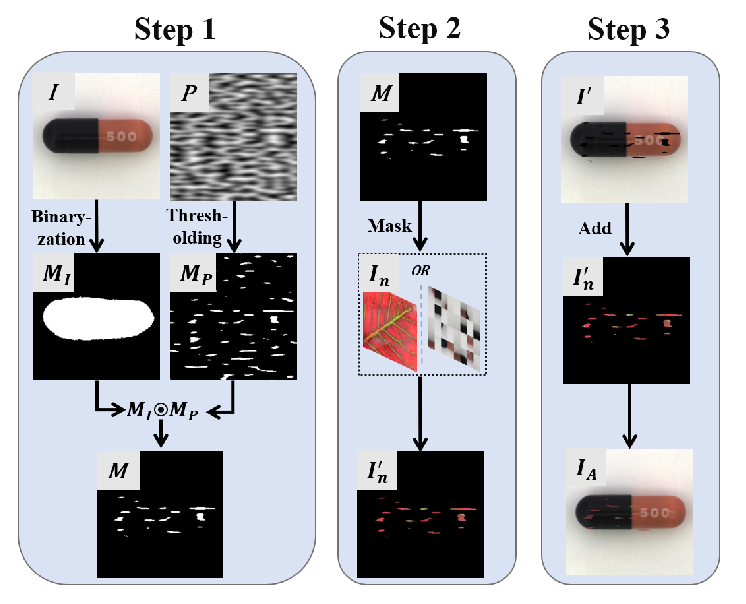 Step 1
I
P
500
Binary-
zation
Thresh-
olding
M_I
M_P
M_I⊙M_P
M
Step 2
M
Mask
I_n
OR
I'_n
Step 3
I'
500
Add
I'_n
I_A
500